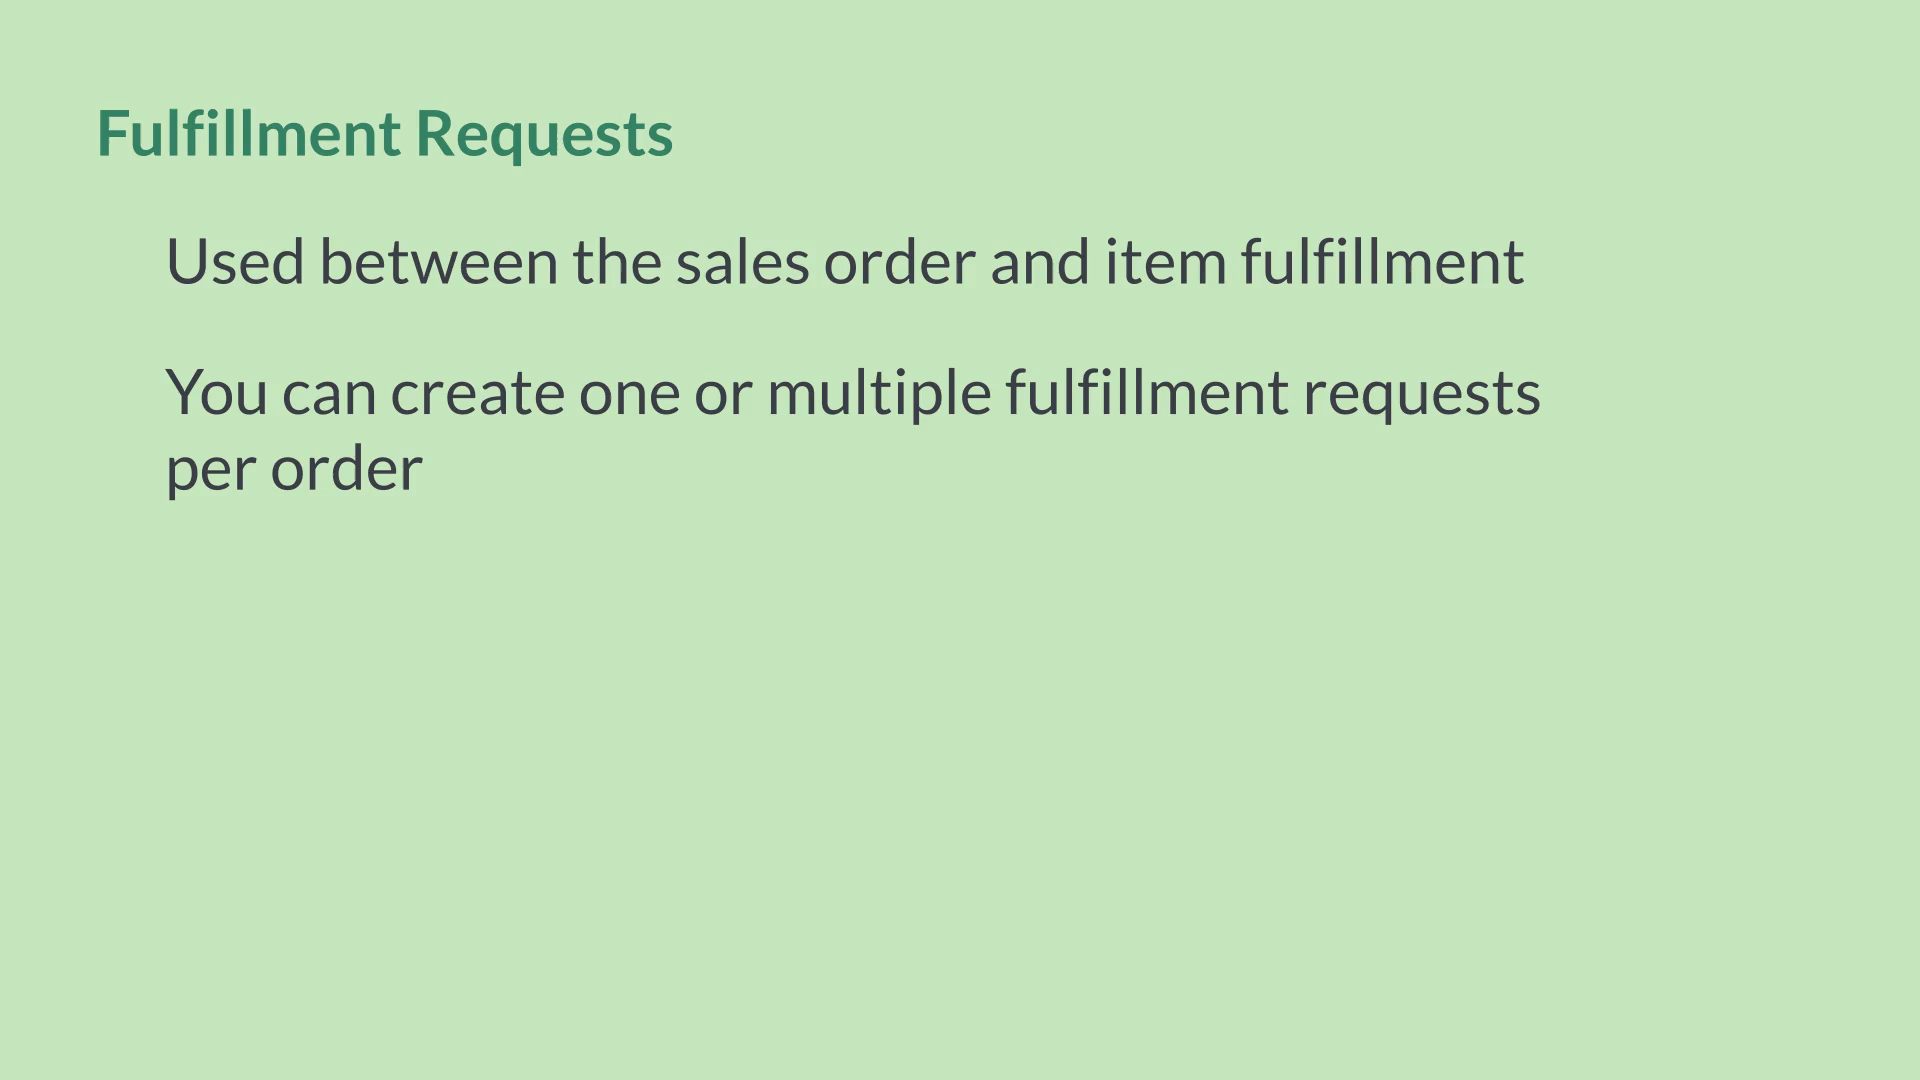 Fulfillment Requests
Used between the sales order and item fulfillment
You can create one or multiple fulfillment requests
per order